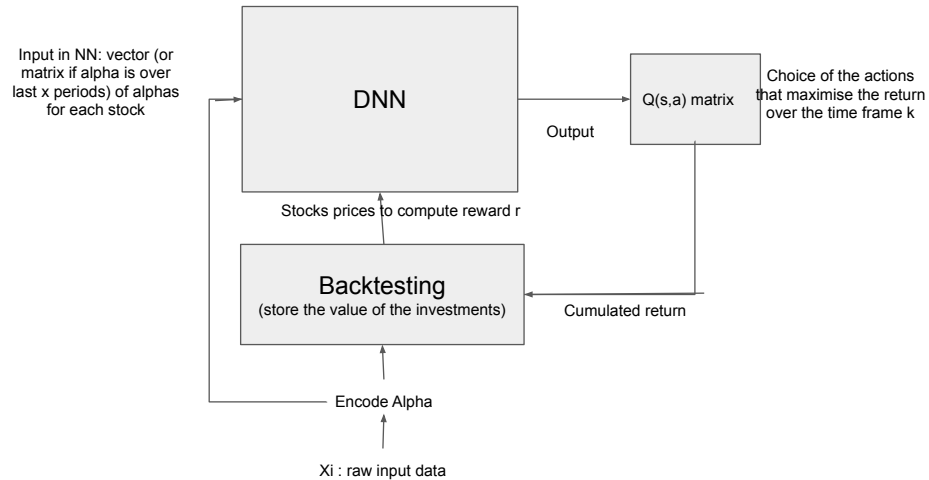 Input in NN: vector (or
matrix if alpha is over
last x periods) of alphas
for each stock
DNN
Output
Q(s,a) matrix
Choice of the actions
that maximise the return
over the time frame k
Stocks prices to compute reward r
Backtesting
(store the value of the investments)
Cumulated return
Encode Alpha
Xi : raw input data